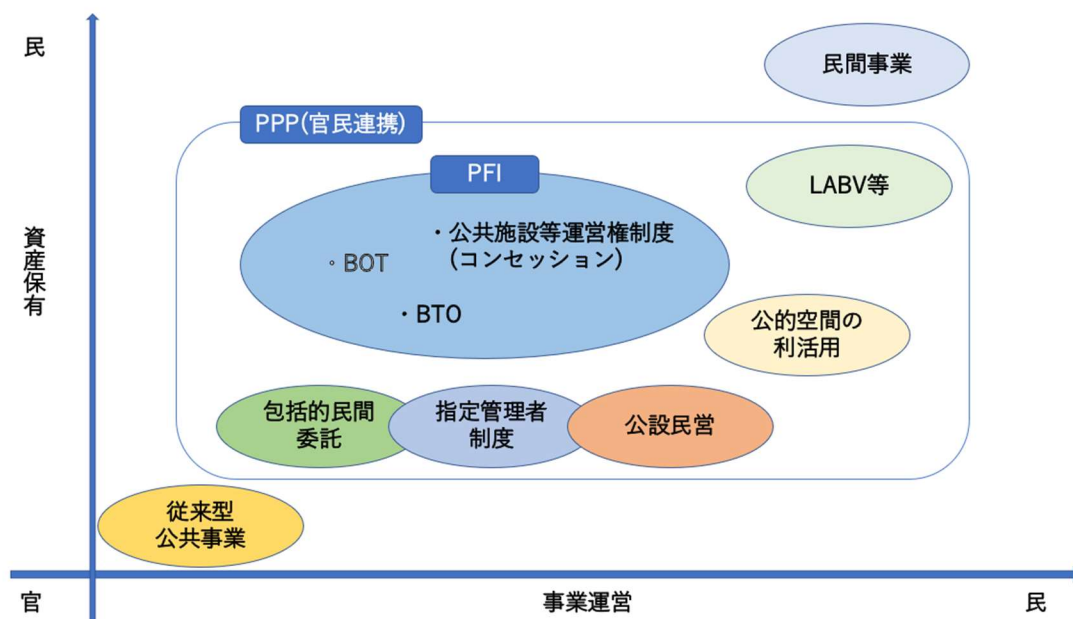 民
民間事業
PPP(官民連携)
PFI
LABV等
・公共施設等運営権制度
(コンセッション)
・BOT
・BTO
資産保有
公的空間の
利活用
包括的民間
委託
指定管理者
制度
公設民営
従来型
公共事業
官
事業運営
民